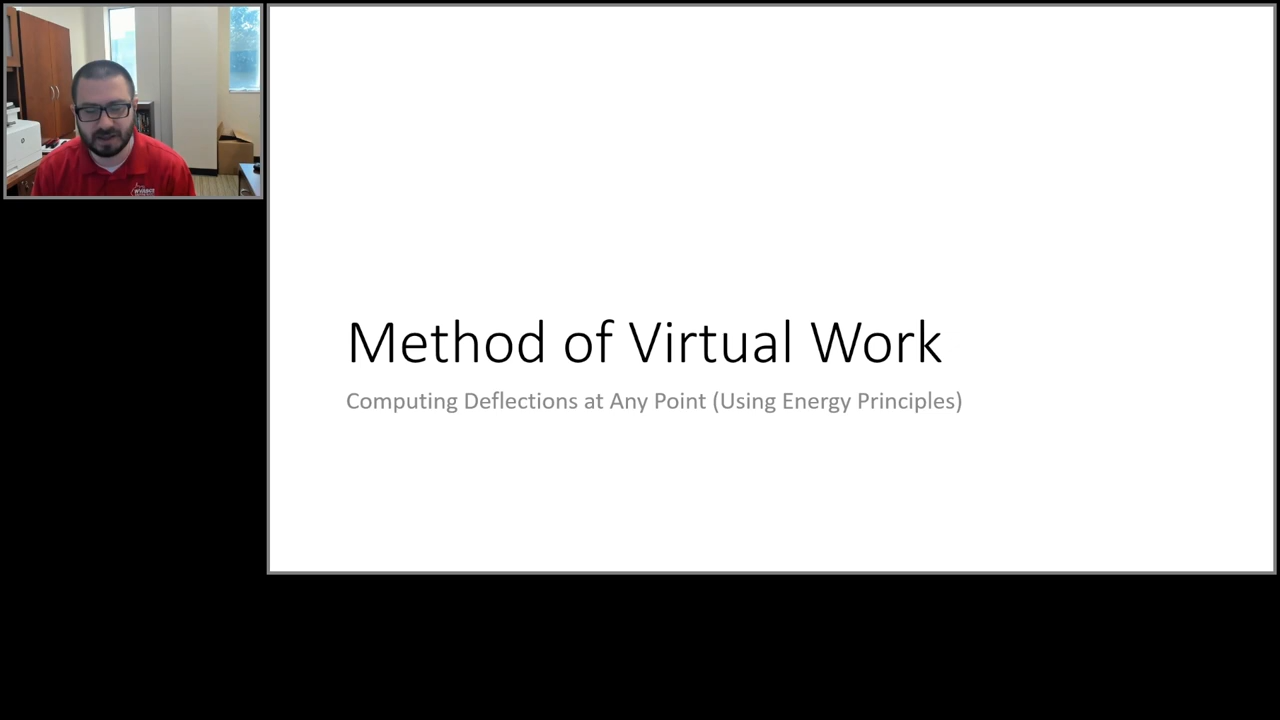 Method of Virtual Work
Computing Deflections at Any Point (Using Energy Principles)